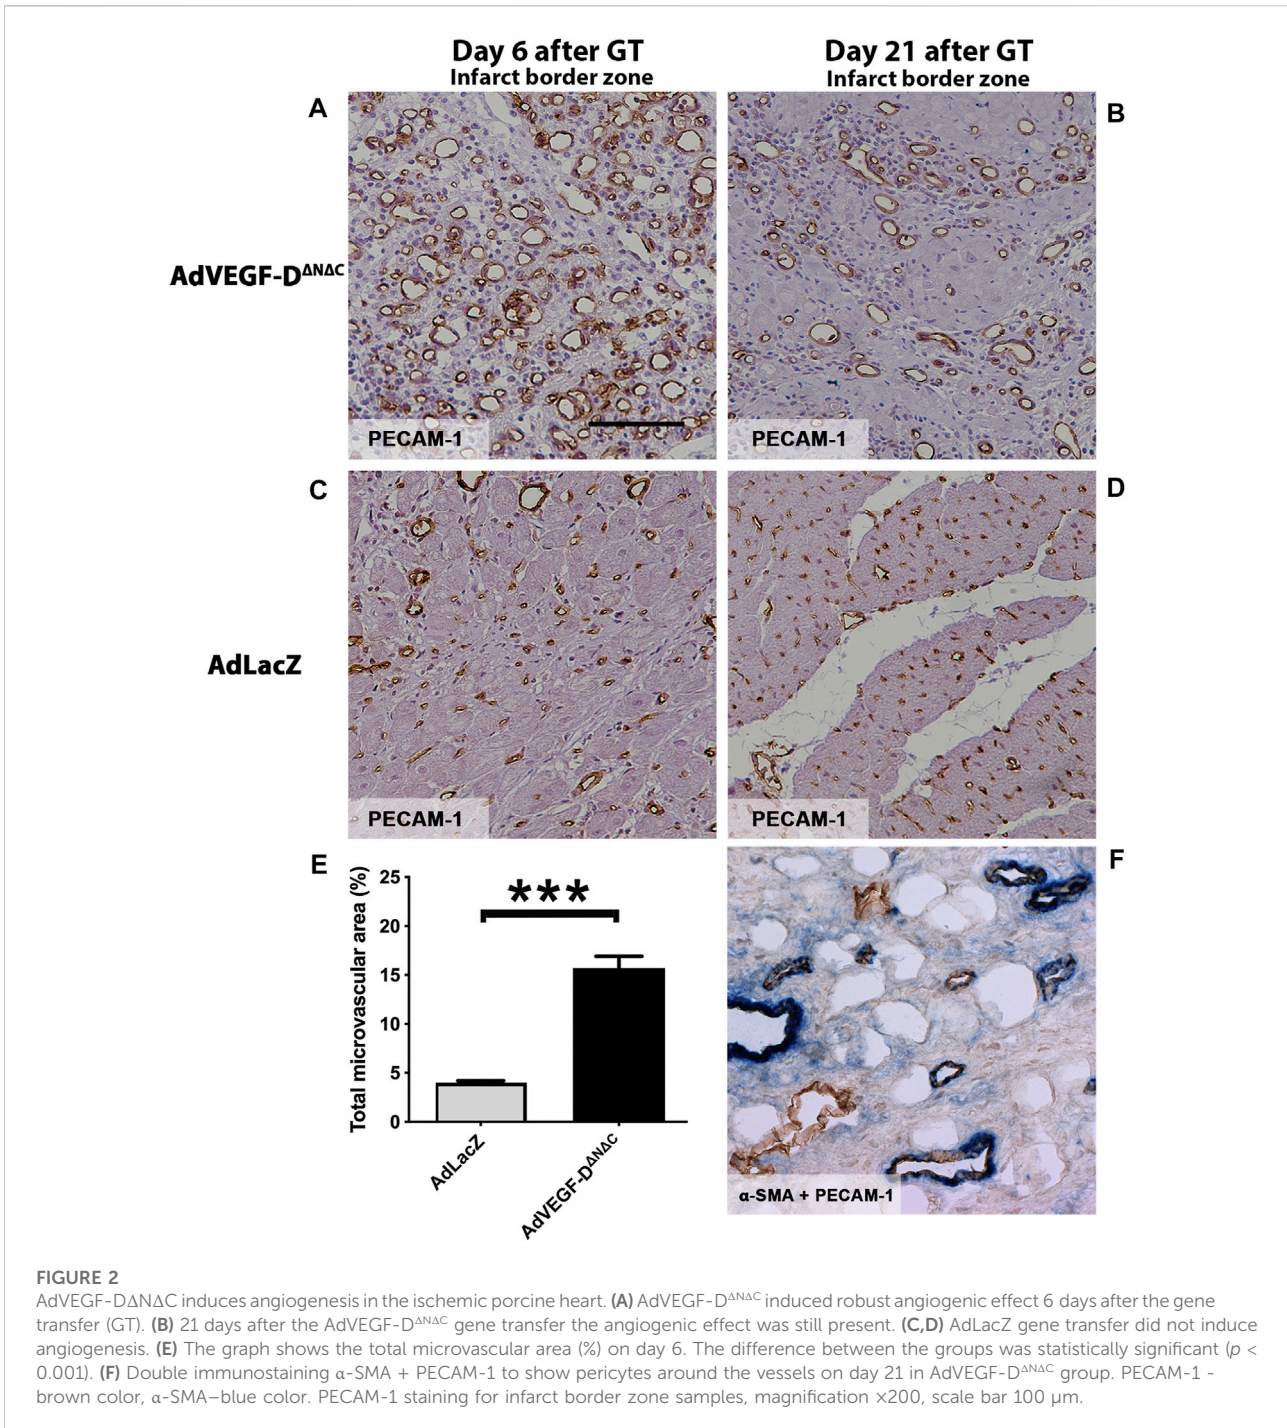 Day 6 after GT
Infarct border zone
Day 21 after GT
Infarct border zone
A
B
AdVEGF-D^ΔNΔC
PECAM-1
PECAM-1
C
D
AdLacZ
PECAM-1
PECAM-1
E
F
Total microvascular area (%)
25
20
15
10
5
0
***
AdLacZ
AdVEGF-D^ΔNΔC
α-SMA + PECAM-1
FIGURE 2
AdVEGF-DΔNΔC induces angiogenesis in the ischemic porcine heart. (A) AdVEGF-D^ΔNΔC induced robust angiogenic effect 6 days after the gene
transfer (GT). (B) 21 days after the AdVEGF-D^ΔNΔC gene transfer the angiogenic effect was still present. (C,D) AdLacZ gene transfer did not induce
angiogenesis. (E) The graph shows the total microvascular area (%) on day 6. The difference between the groups was statistically significant (p <
0.001). (F) Double immunostaining α-SMA + PECAM-1 to show pericytes around the vessels on day 21 in AdVEGF-D^ΔNΔC group. PECAM-1 -
brown color, α-SMA–blue color. PECAM-1 staining for infarct border zone samples, magnification ×200, scale bar 100 μm.